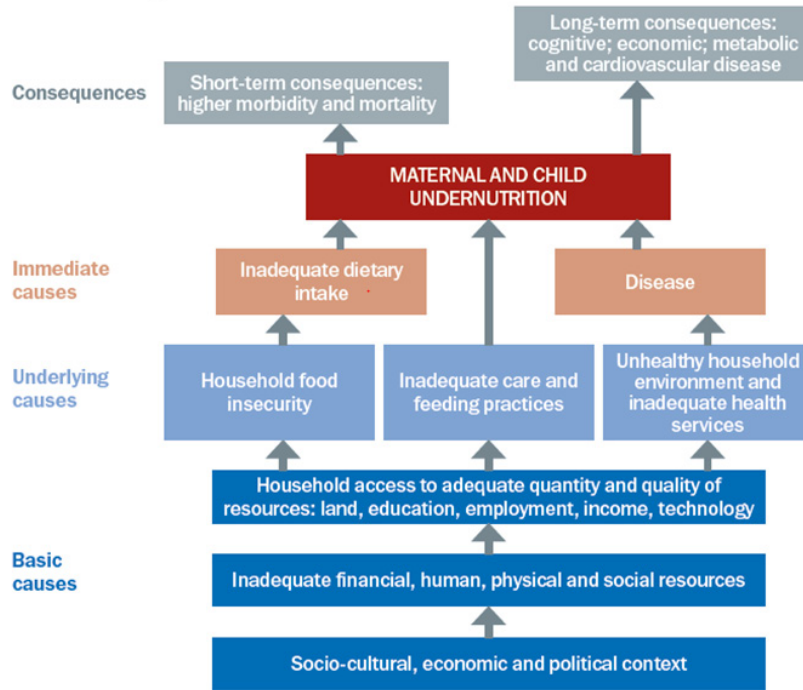 Long-term consequences:
cognitive; economic; metabolic
and cardiovascular disease
Short-term consequences:
higher morbidity and mortality
Consequences
MATERNAL AND CHILD
UNDERNUTRITION
Immediate
causes
Inadequate dietary
intake
Disease
Underlying
causes
Household food
insecurity
Inadequate care and
feeding practices
Unhealthy household
environment and
inadequate health
services
Household access to adequate quantity and quality of
resources: land, education, employment, income, technology
Basic
causes
Inadequate financial, human, physical and social resources
Socio-cultural, economic and political context